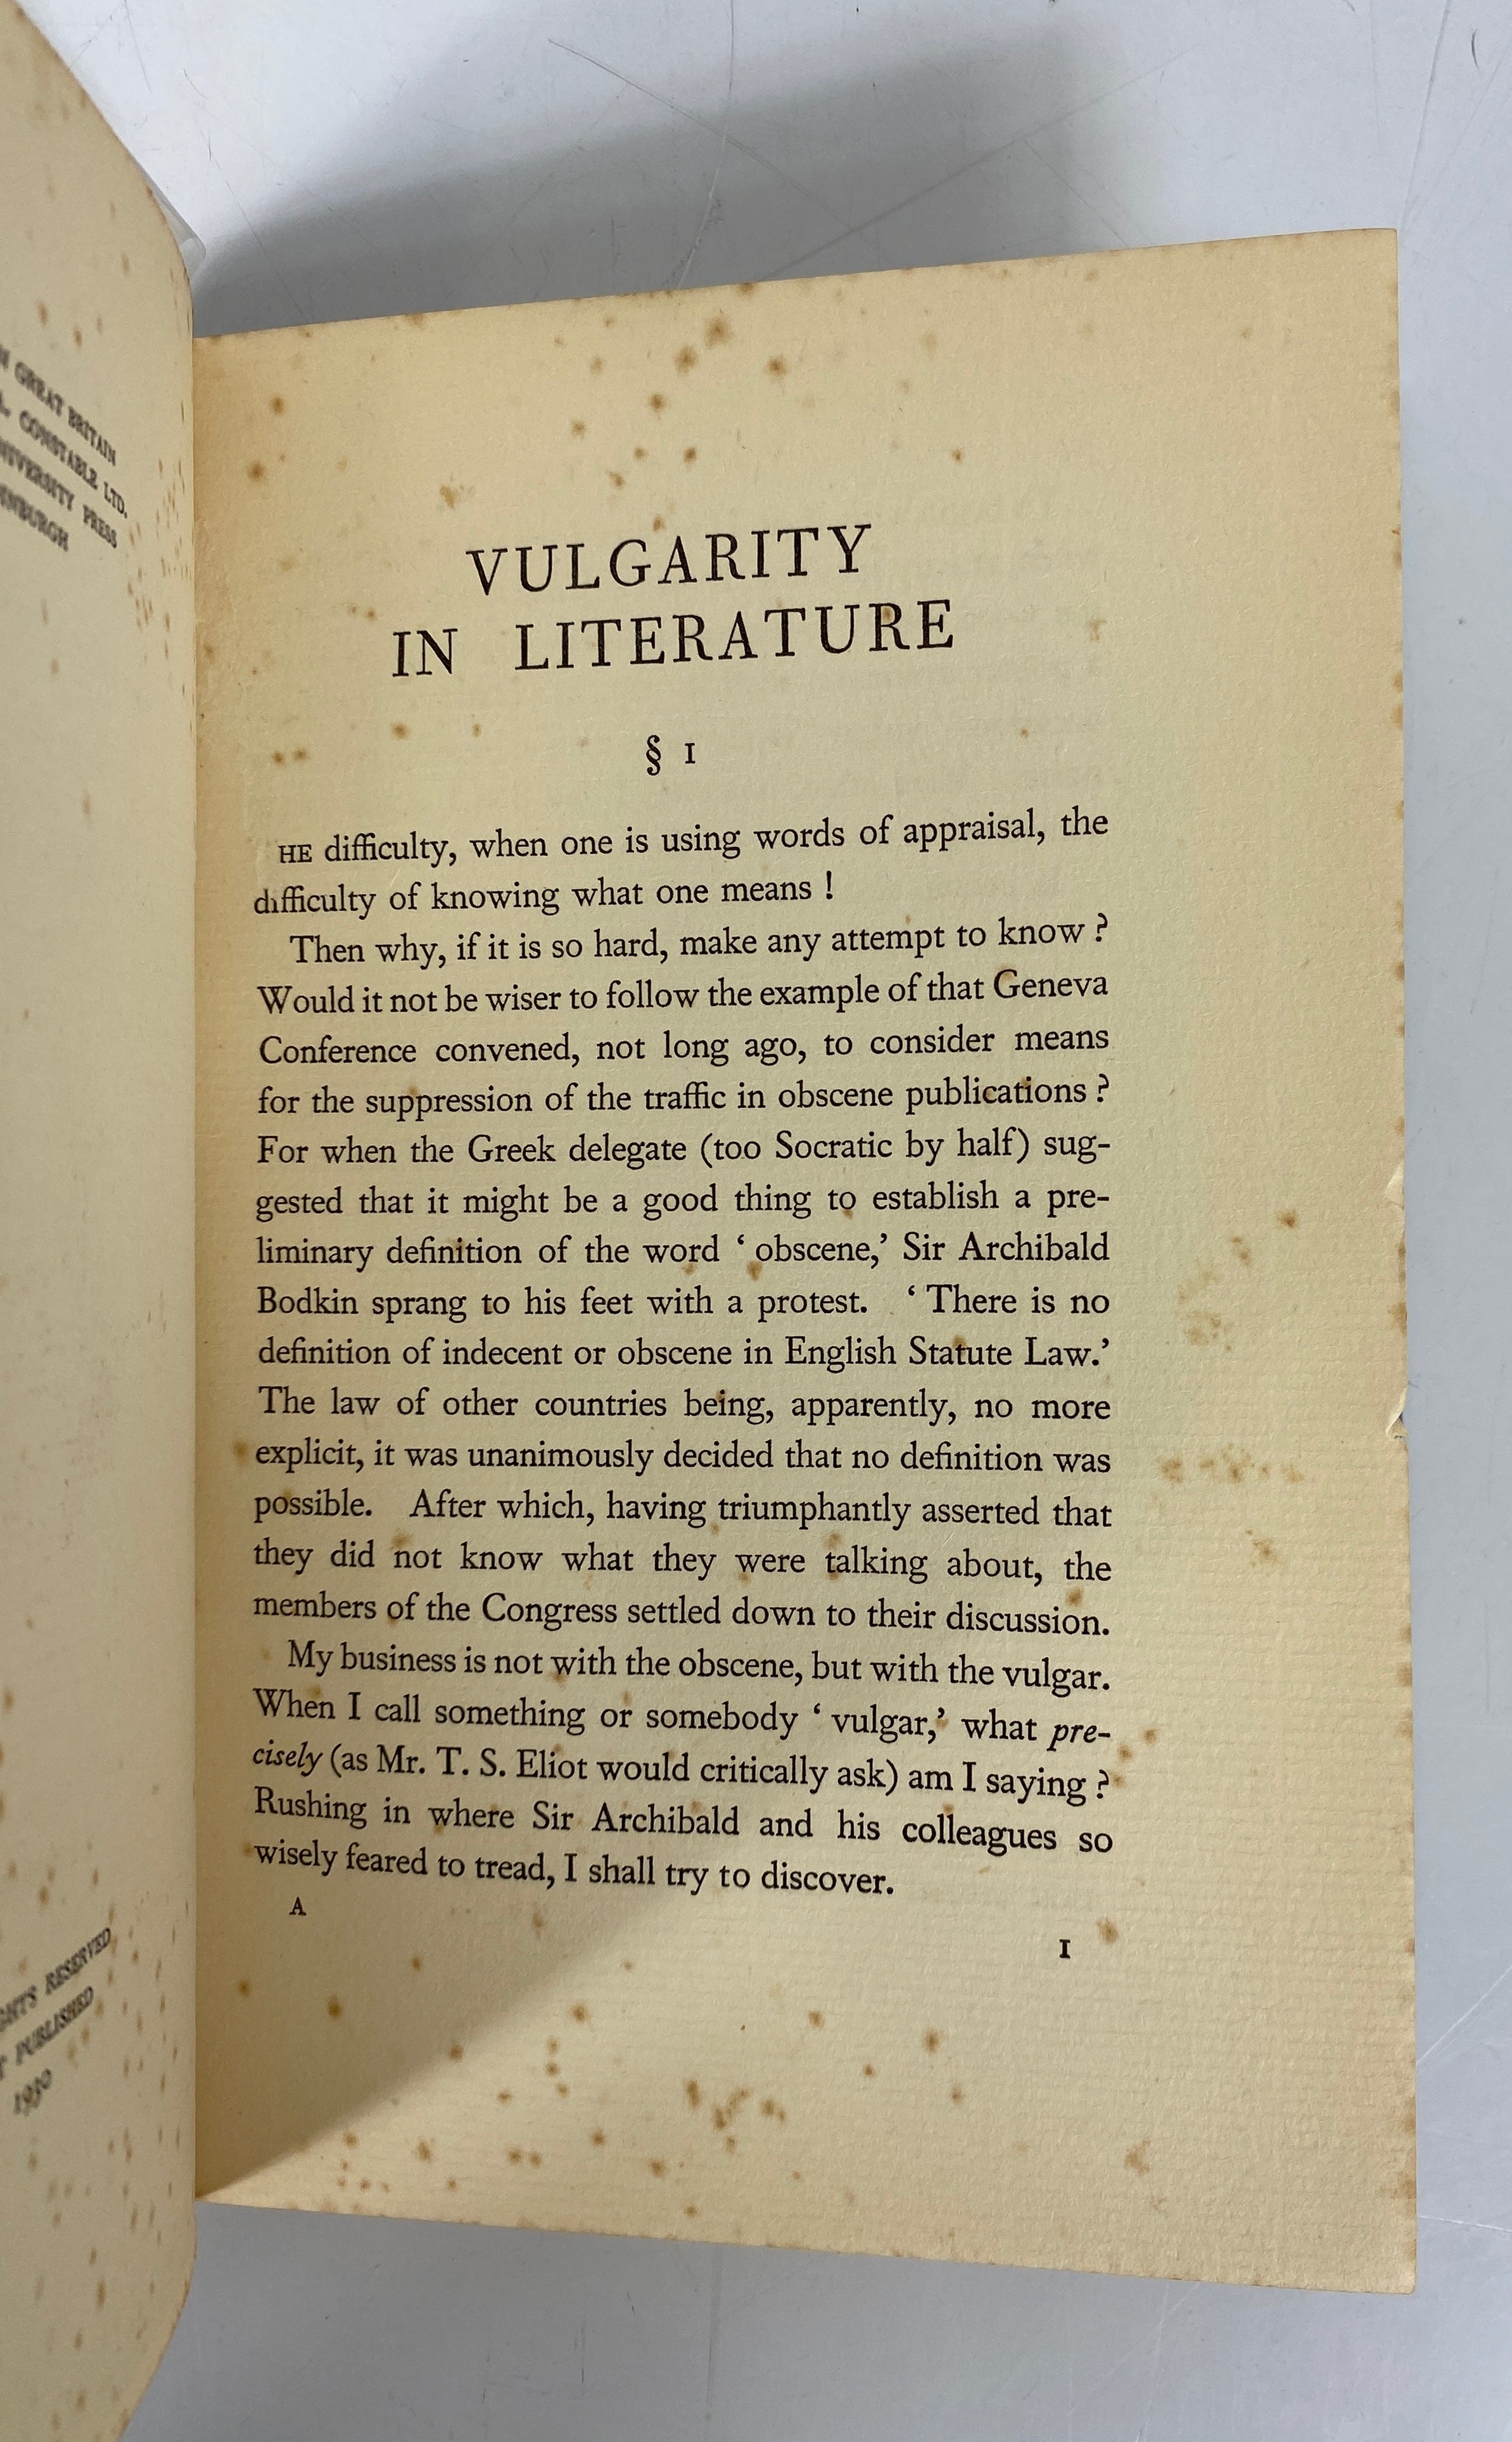 GREAT BRITAIN
CONSTABLE LTD.
UNIVERSITY PRESS
EDINBURGH
RESERVED
PUBLISHED
1930
VULGARITY
IN LITERATURE
§ I
HE difficulty, when one is using words of appraisal, the
difficulty of knowing what one means !
Then why, if it is so hard, make any attempt to know ?
Would it not be wiser to follow the example of that Geneva
Conference convened, not long ago, to consider means
for the suppression of the traffic in obscene publications ?
For when the Greek delegate (too Socratic by half) sug-
gested that it might be a good thing to establish a pre-
liminary definition of the word ‘ obscene,’ Sir Archibald
Bodkin sprang to his feet with a protest. ‘ There is no
definition of indecent or obscene in English Statute Law.’
The law of other countries being, apparently, no more
explicit, it was unanimously decided that no definition was
possible. After which, having triumphantly asserted that
they did not know what they were talking about, the
members of the Congress settled down to their discussion.
My business is not with the obscene, but with the vulgar.
When I call something or somebody ‘ vulgar,’ what pre-
cisely (as Mr. T. S. Eliot would critically ask) am I saying ?
Rushing in where Sir Archibald and his colleagues so
wisely feared to tread, I shall try to discover.
A
I